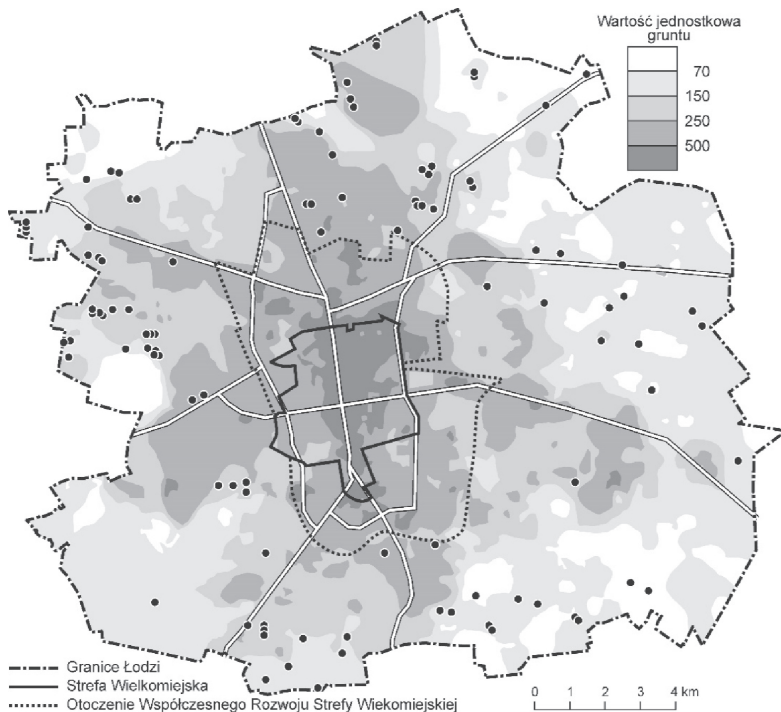 Wartość jednostkowa
gruntu
70
150
250
500
Granice Łodzi
Strefa Wielkomiejska
Otoczenie Współczesnego Rozwoju Strefy Wiekomiejskiej
0 1 2 3 4 km